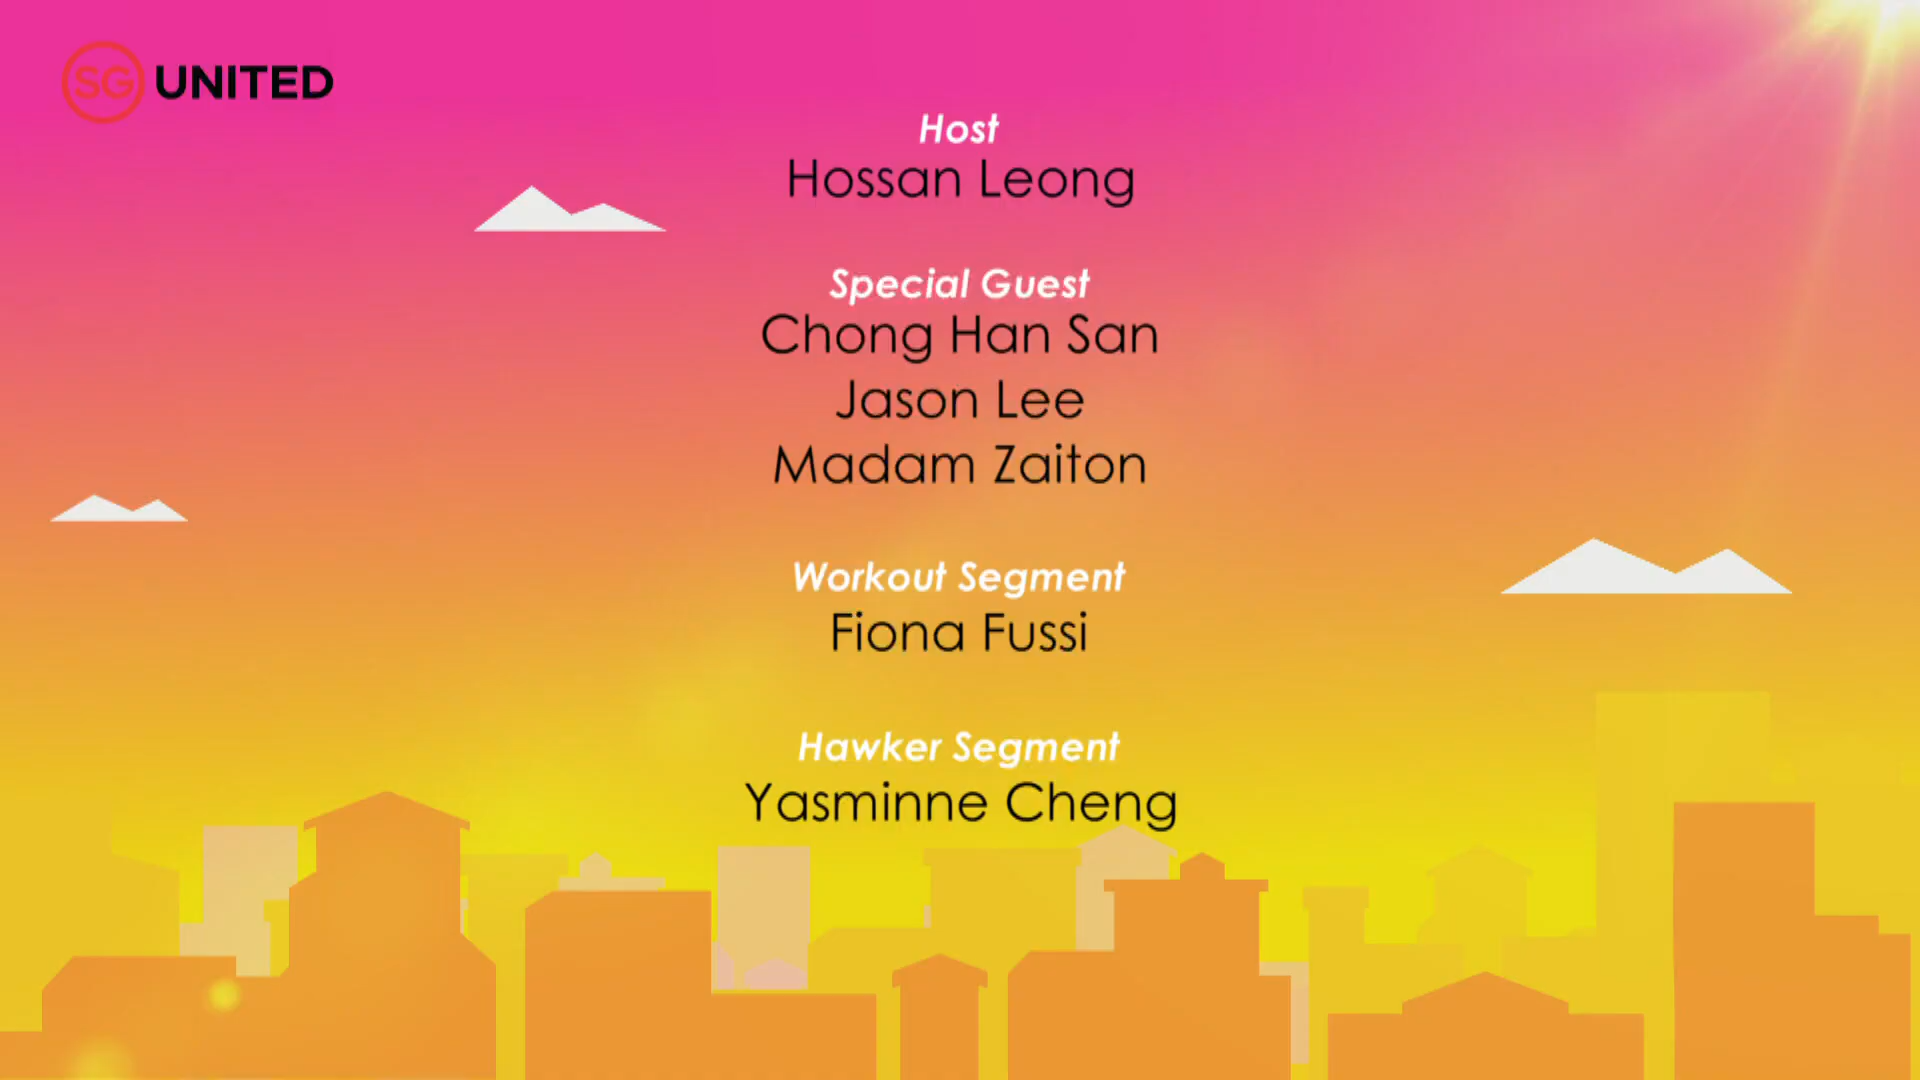 SG UNITED
Host
Hossan Leong
Special Guest
Chong Han San
Jason Lee
Madam Zaiton
Workout Segment
Fiona Fussi
Hawker Segment
Yasminne Cheng